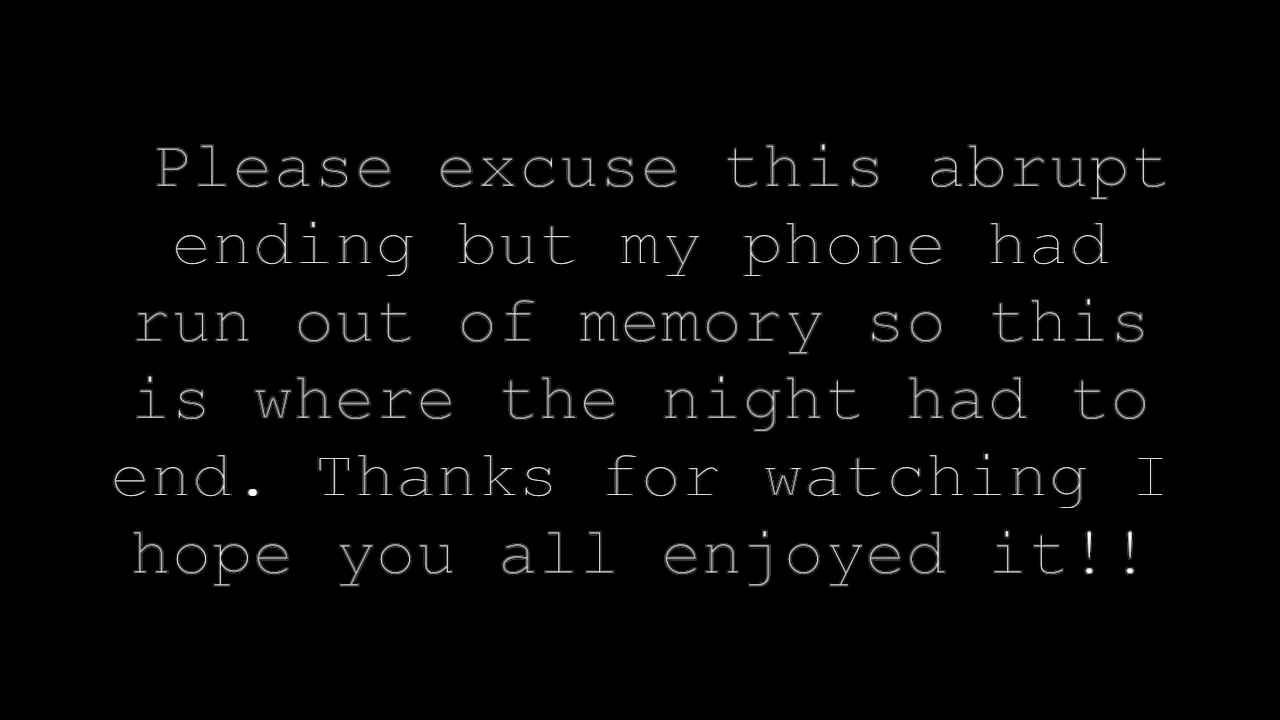 Please excuse this abrupt
ending but my phone had
run out of memory so this
is where the night had to
end. Thanks for watching I
hope you all enjoyed it!!